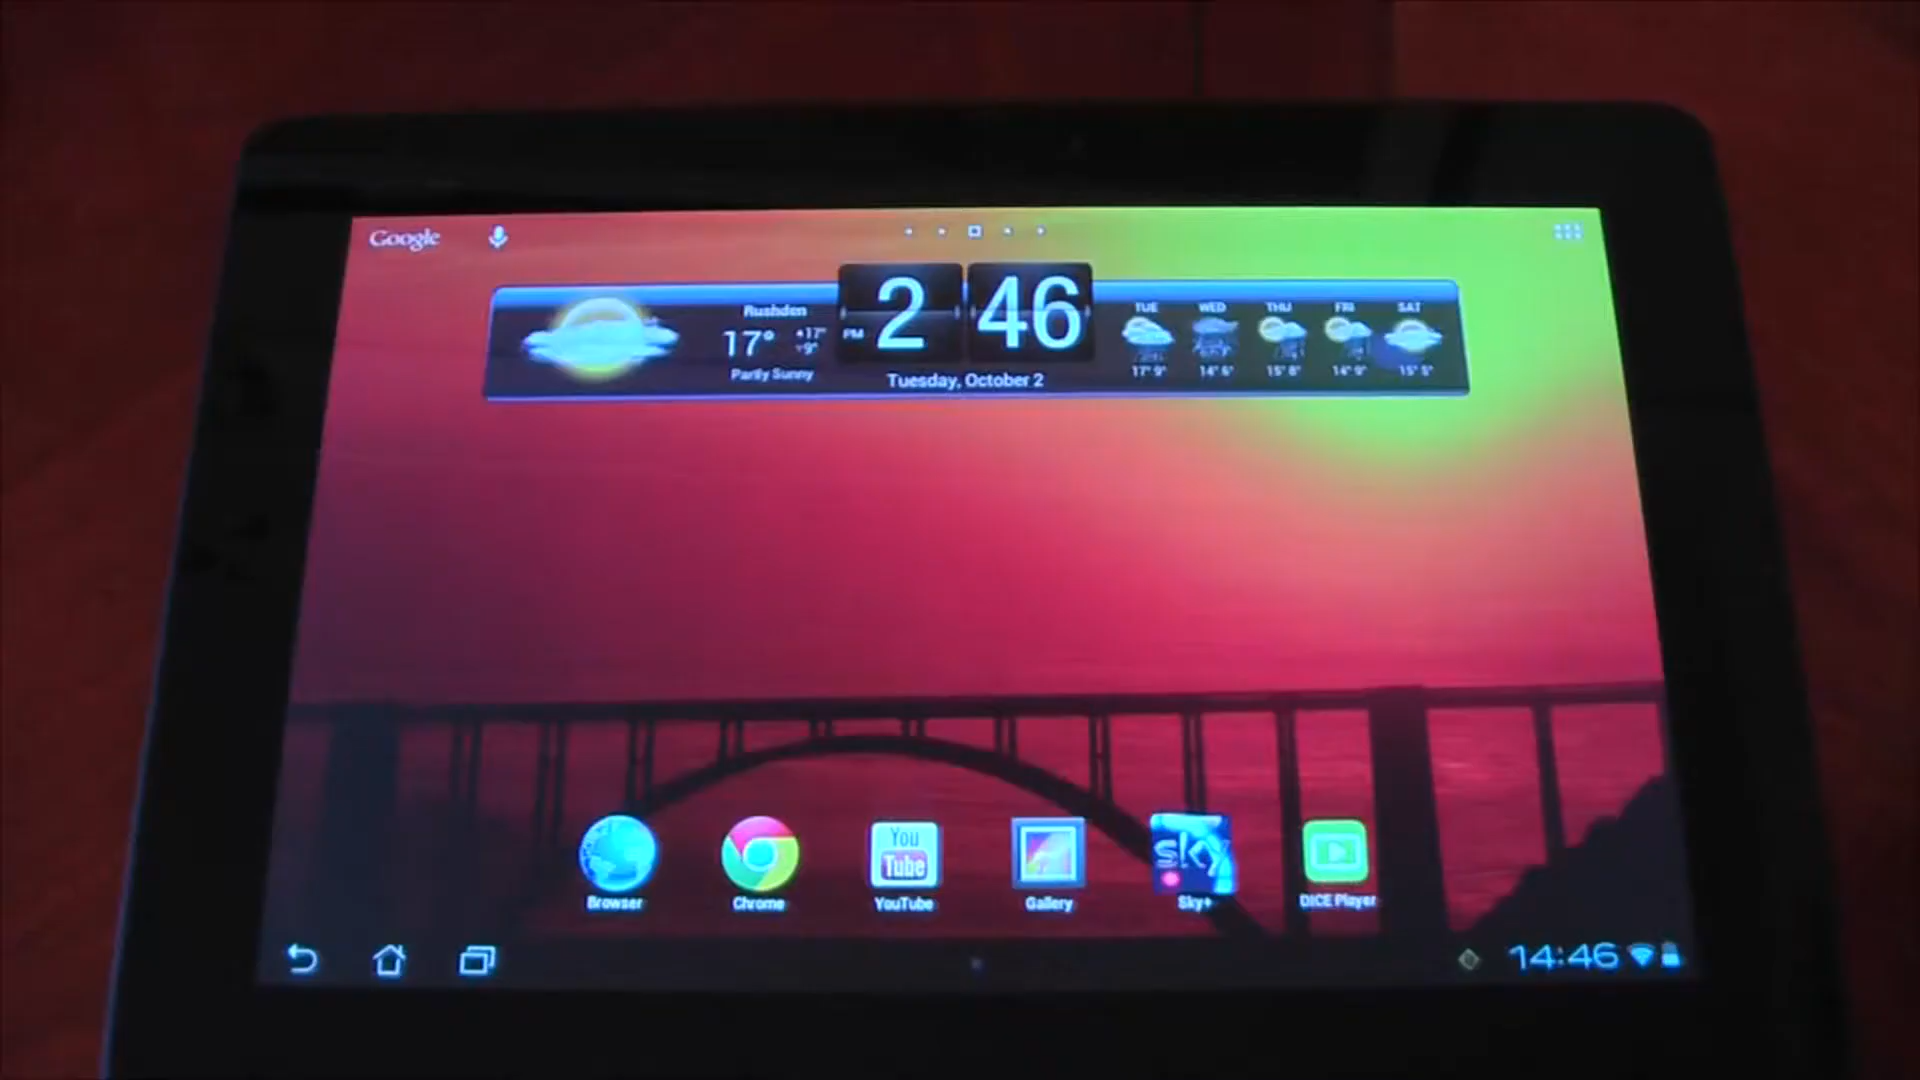 Google
Rushden
17° 17° 9°
Partly Sunny
PM 2 46
Tuesday, October 2
TUE WED THU FRI SAT
17° 9° 14° 6° 15° 8° 14° 9° 15° 5°
You
Tube
sky
Browser Chrome YouTube Gallery Sky+ DICE Player
14:46